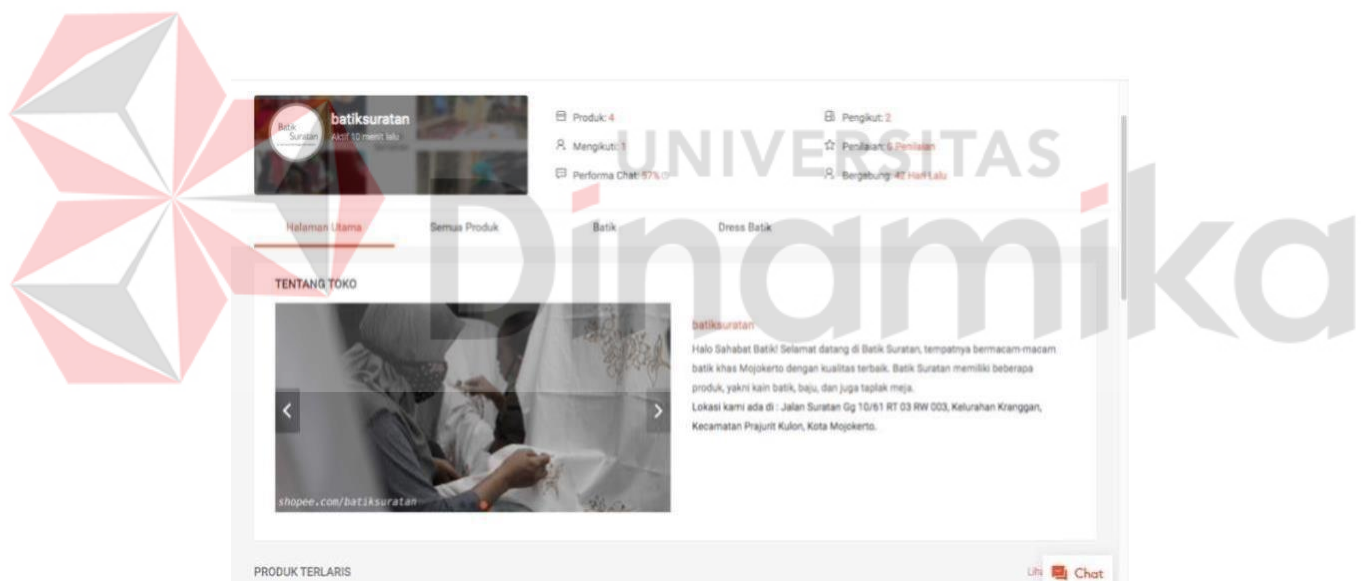 batiksuratan
Aktif 10 menit lalu
Batik
Suratan
Produk: 4
Pengikut: 2
Mengikuti: 1
Penilaian: Penilaian
Performa Chat:
Bergabung: 42 Hari Lalu
UNIVERSITAS
Dinamika
Halaman Utama Semua Produk Batik Dress Batik
TENTANG TOKO
batiksuratan
Halo Sahabat Batik! Selamat datang di Batik Suratan, tempatnya bermacam-macam
batik khas Mojokerto dengan kualitas terbaik. Batik Suratan memiliki beberapa
produk, yakni kain batik, baju, dan juga taplak meja.
Lokasi kami ada di : Jalan Suratan Gg 10/61 RT 03 RW 003, Kelurahan Kranggan,
Kecamatan Prajurit Kulon, Kota Mojokerto.
shopee.com/batiksuratan
PRODUK TERLARIS
Chat